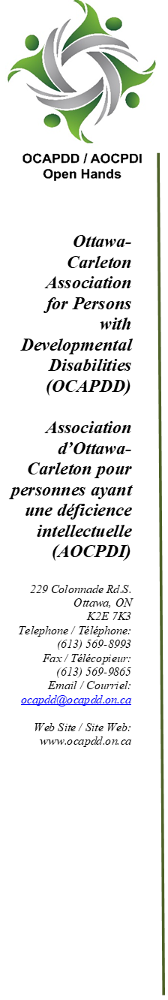 OCAPDD / AOCPDI
Open Hands
Ottawa-
Carleton
Association
for Persons
with
Developmental
Disabilities
(OCAPDD)
Association
d’Ottawa-
Carleton pour
personnes ayant
une déficience
intellectuelle
(AOCPDI)
229 Colonnade Rd.S.
Ottawa, ON
K2E 7K3
Telephone / Téléphone:
(613) 569-8993
Fax / Télécopieur:
(613) 569-9865
Email / Courriel:
ocapdd@ocapdd.on.ca
Web Site / Site Web:
www.ocapdd.on.ca